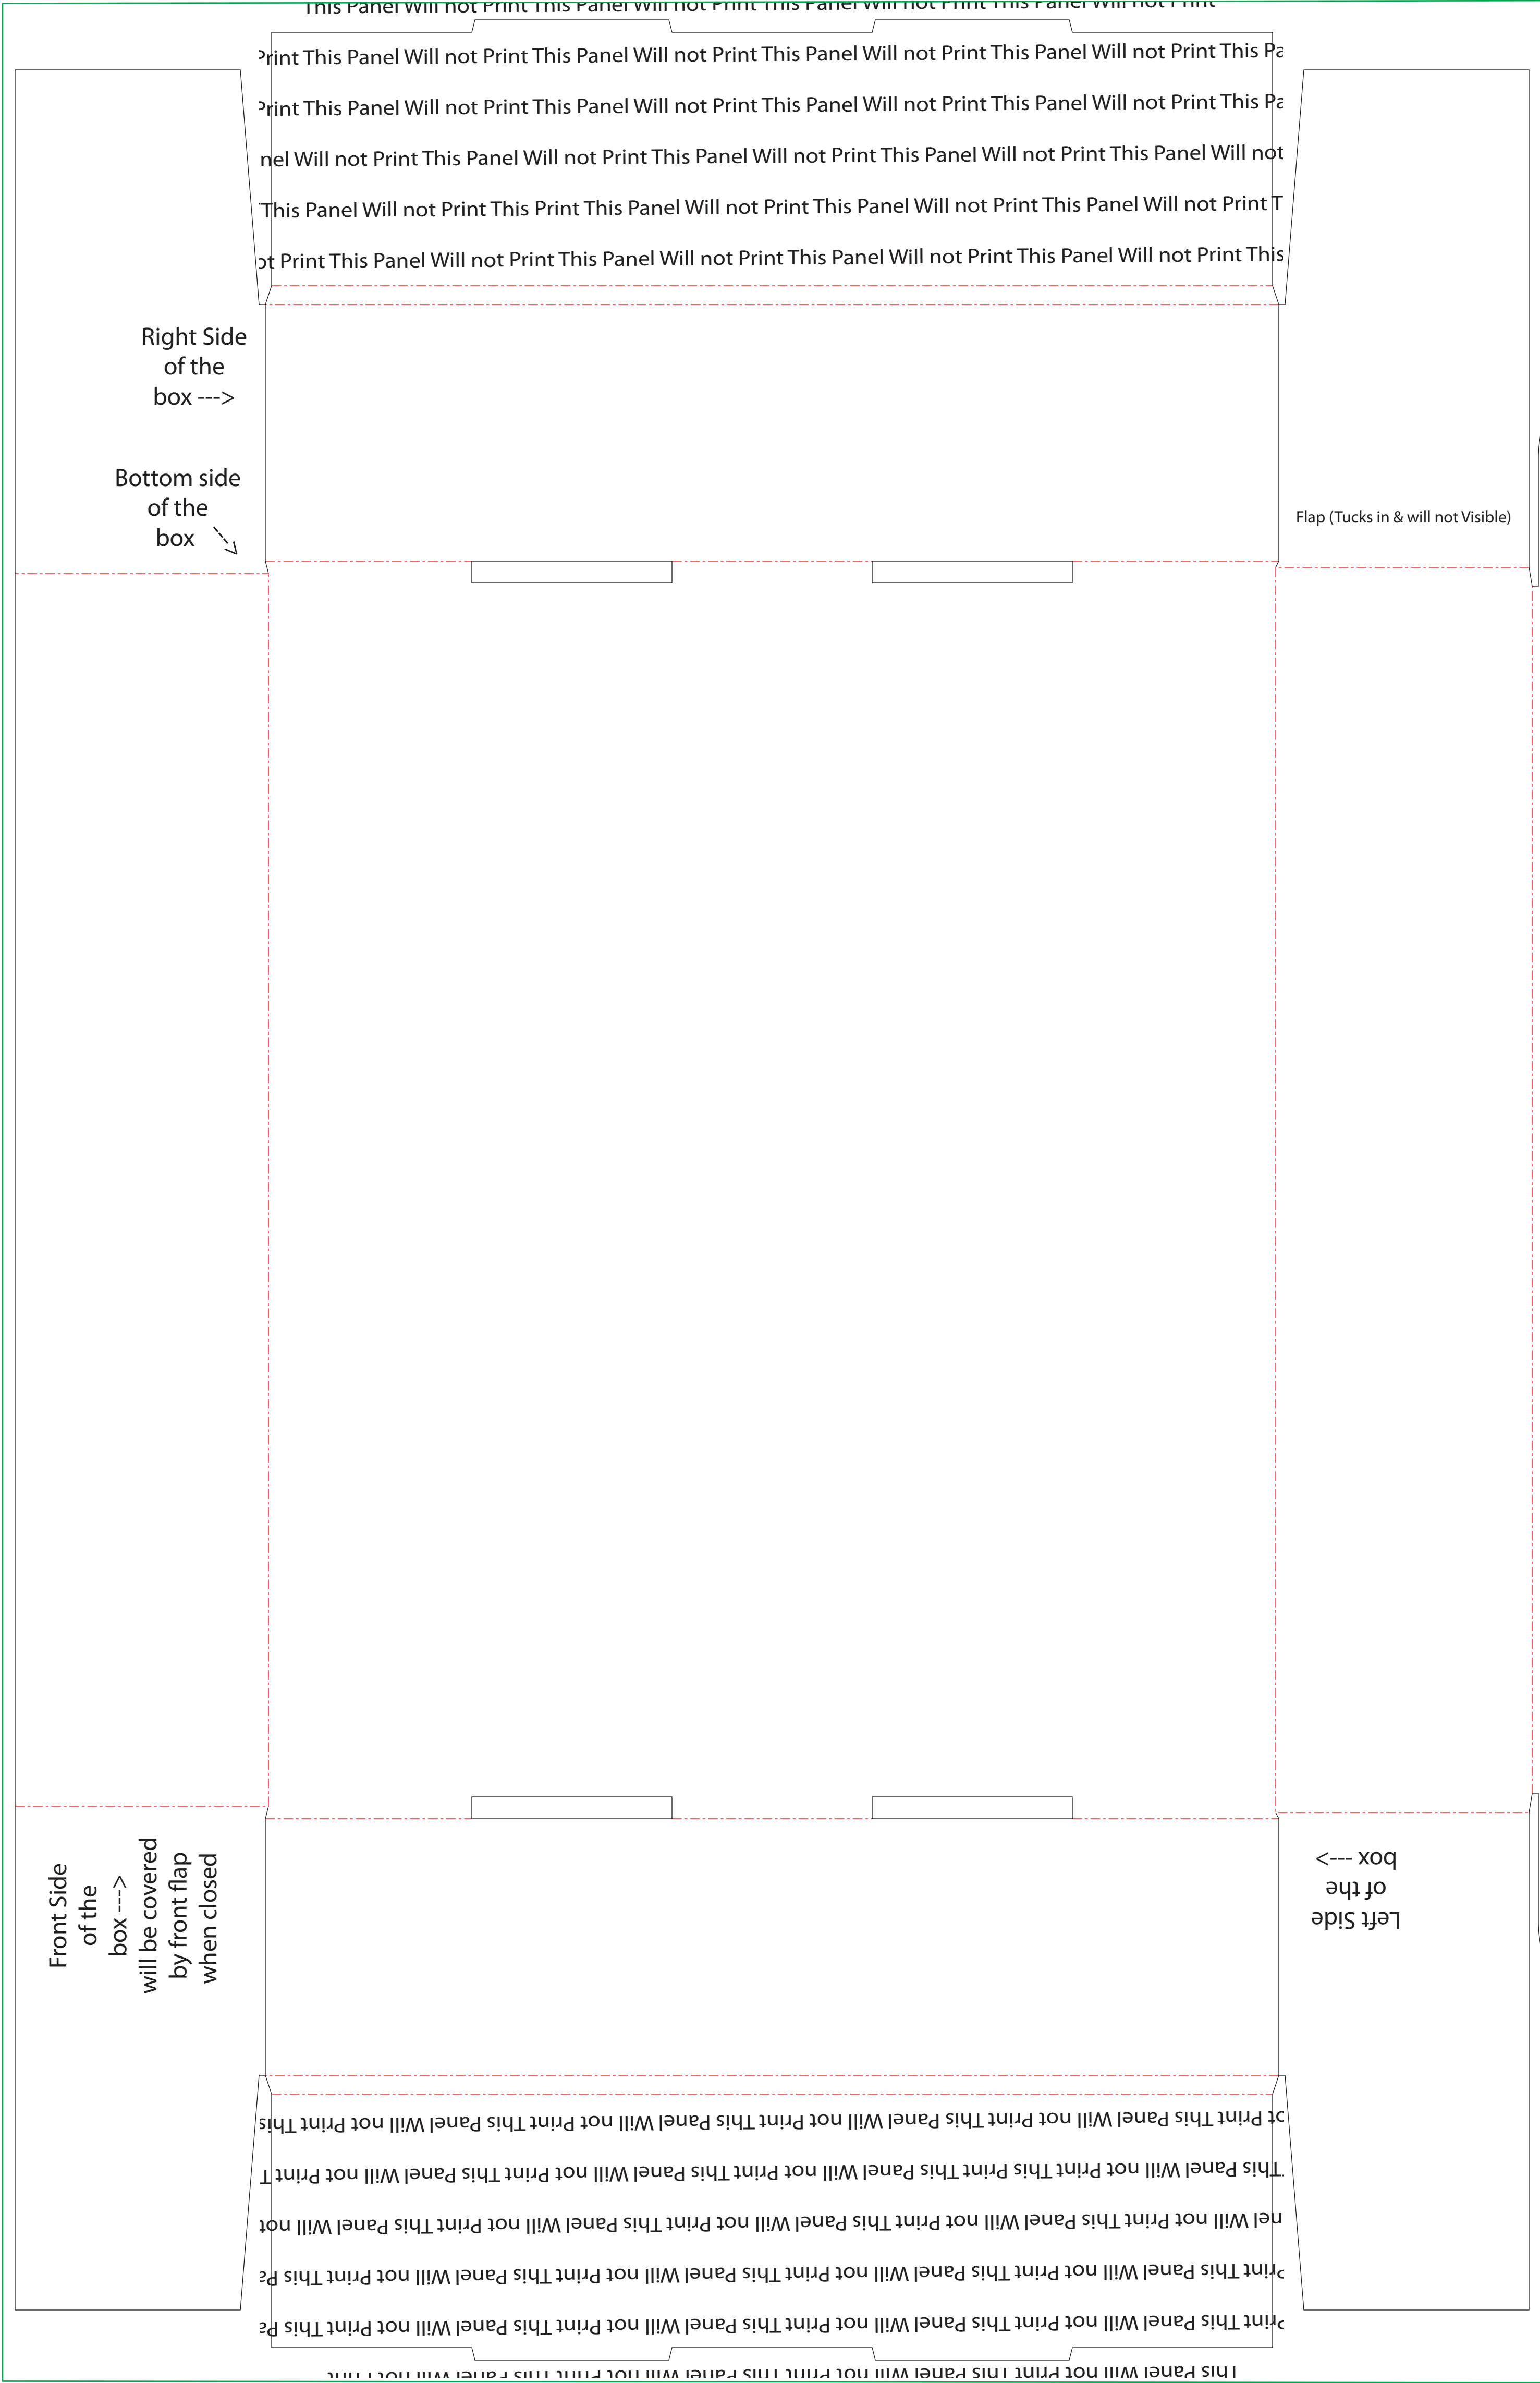 This Panel Will not Print This Panel Will not Print This Panel Will not Print This Panel Will not Print
Print This Panel Will not Print This Panel Will not Print This Panel Will not Print This Panel Will not Print This Pa
Print This Panel Will not Print This Panel Will not Print This Panel Will not Print This Panel Will not Print This Pa
nel Will not Print This Panel Will not Print This Panel Will not Print This Panel Will not Print This Panel Will not
This Panel Will not Print This Print This Panel Will not Print This Panel Will not Print This Panel Will not Print T
ot Print This Panel Will not Print This Panel Will not Print This Panel Will not Print This Panel Will not Print This
Right Side
of the
box --->
Bottom side
of the
box
Flap (Tucks in & will not Visible)
Front Side
of the
box --->
will be covered
by front flap
when closed
Left Side
of the
box --->
ot Print This Panel Will not Print This Panel Will not Print This Panel Will not Print This Panel Will not Print This
This Panel Will not Print This Print This Panel Will not Print This Panel Will not Print This Panel Will not Print T
nel Will not Print This Panel Will not Print This Panel Will not Print This Panel Will not Print This Panel Will not
Print This Panel Will not Print This Panel Will not Print This Panel Will not Print This Panel Will not Print This Pa
Print This Panel Will not Print This Panel Will not Print This Panel Will not Print This Panel Will not Print This Pa
This Panel Will not Print This Panel Will not Print This Panel Will not Print This Panel Will not Print